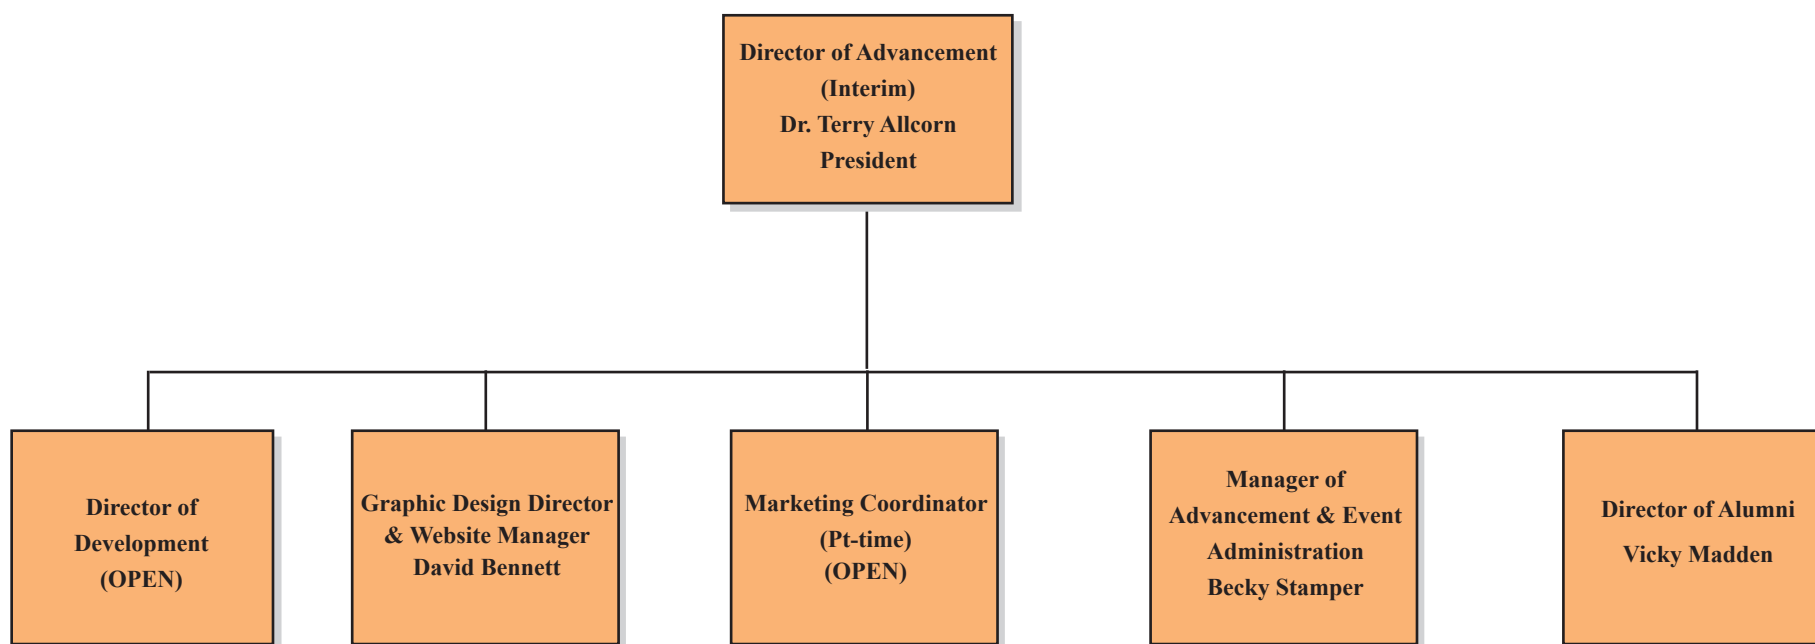 Director of Advancement
(Interim)
Dr. Terry Allcorn
President
Director of
Development
(OPEN)
Graphic Design Director
& Website Manager
David Bennett
Marketing Coordinator
(Pt-time)
(OPEN)
Manager of
Advancement & Event
Administration
Becky Stamper
Director of Alumni
Vicky Madden